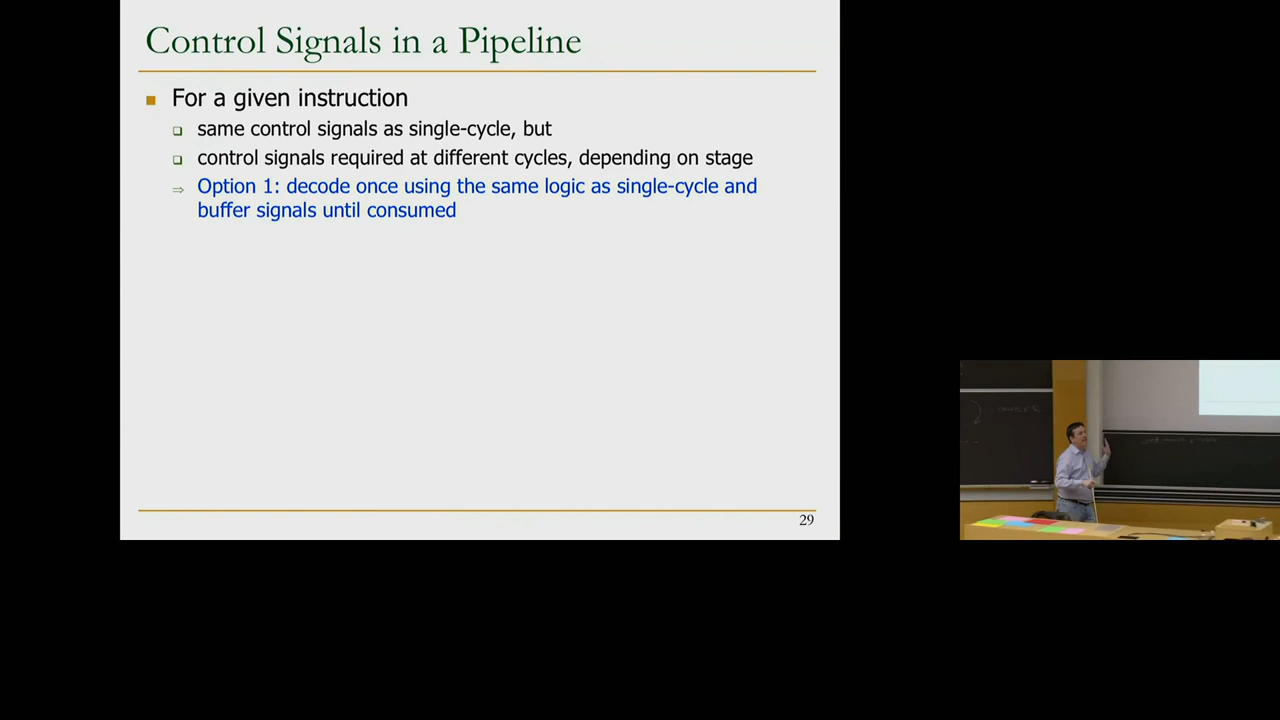 Control Signals in a Pipeline
For a given instruction
same control signals as single-cycle, but
control signals required at different cycles, depending on stage
⇒ Option 1: decode once using the same logic as single-cycle and
buffer signals until consumed
29